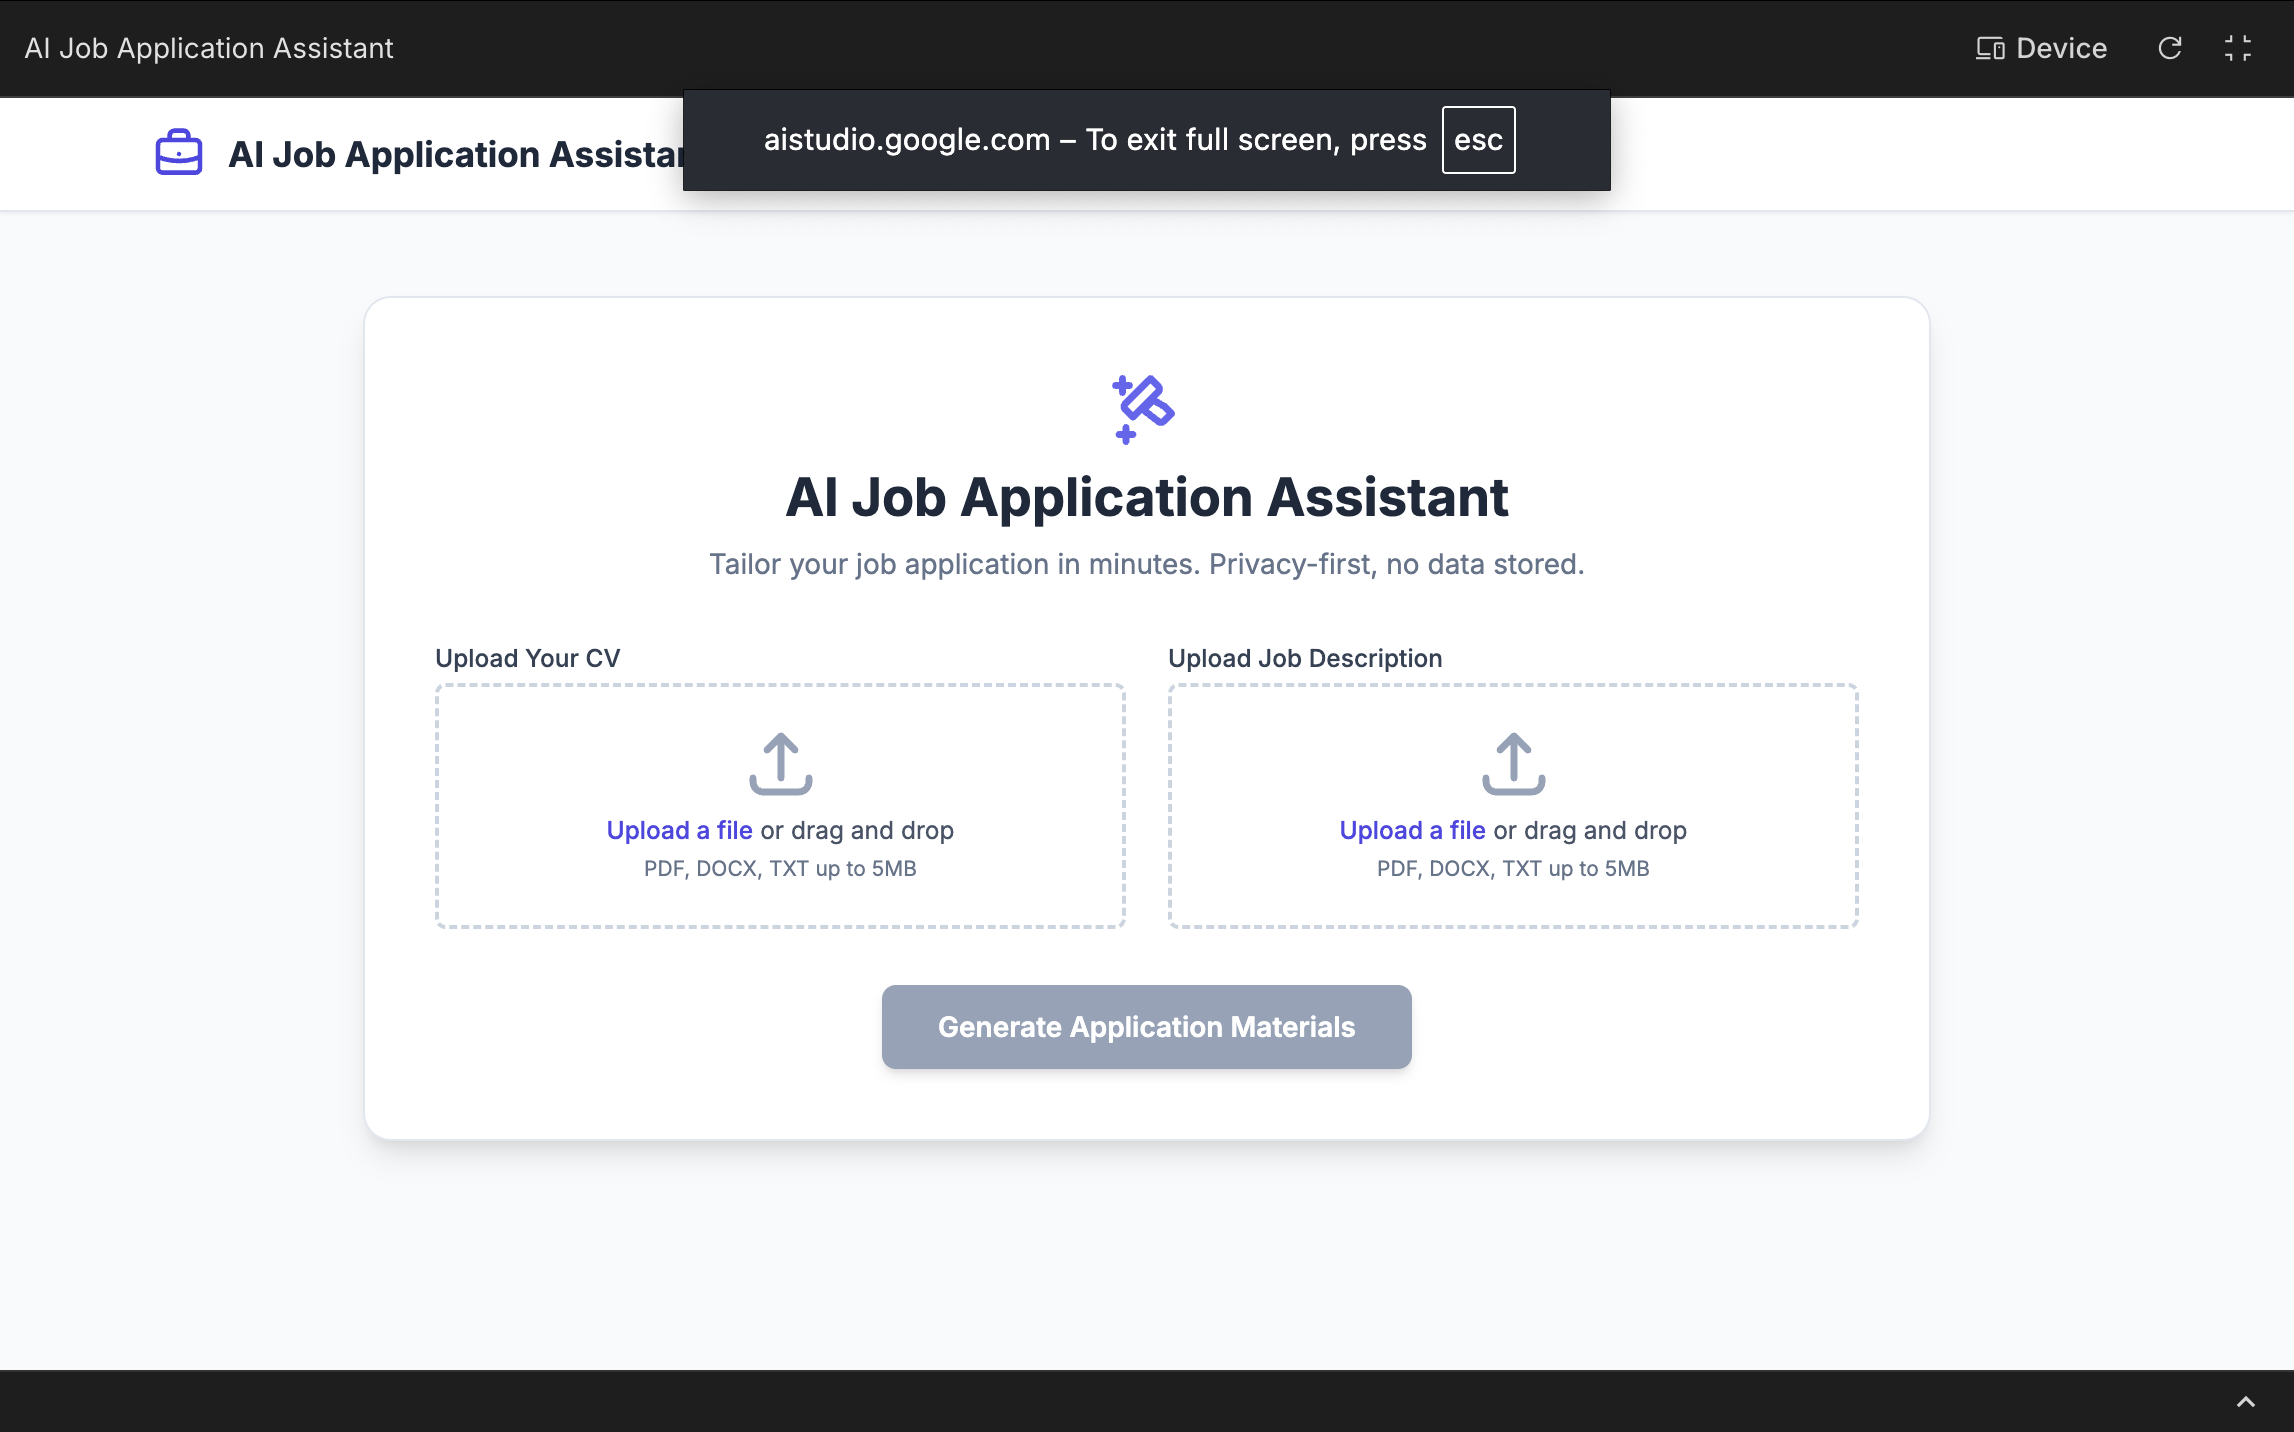 AI Job Application Assistant
Device
AI Job Application
aistudio.google.com – To exit full screen, press esc
AI Job Application Assistant
Tailor your job application in minutes. Privacy-first, no data stored.
Upload Your CV
Upload a file or drag and drop
PDF, DOCX, TXT up to 5MB
Upload Job Description
Upload a file or drag and drop
PDF, DOCX, TXT up to 5MB
Generate Application Materials